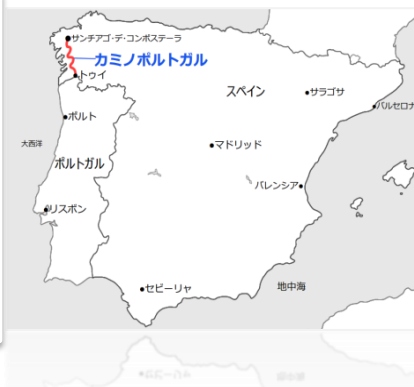 サンチアゴ・デ・コンポステーラ
カミノポルトガル
トゥイ
スペイン
サラゴサ
バルセロナ
ポルト
大西洋
マドリッド
ポルトガル
バレンシア
リスボン
セビーリャ
地中海